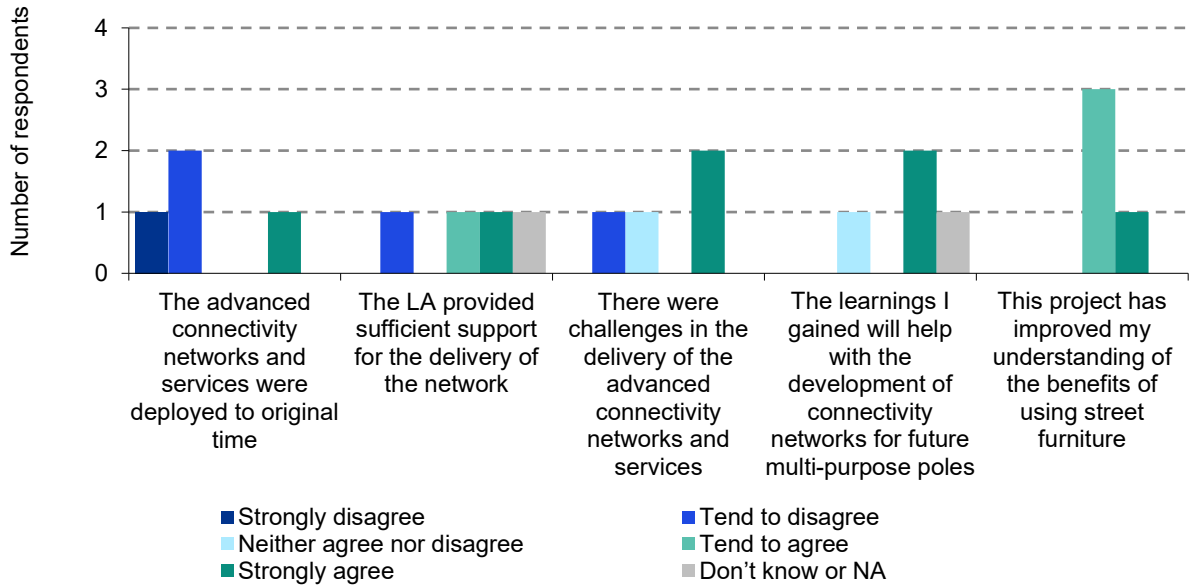 Number of respondents
4
3
2
1
0
The advanced
connectivity
networks and
services were
deployed to original
time
The LA provided
sufficient support
for the delivery of
the network
There were
challenges in the
delivery of the
advanced
connectivity
networks and
services
The learnings I
gained will help
with the
development of
connectivity
networks for future
multi-purpose poles
This project has
improved my
understanding of
the benefits of
using street
furniture
Strongly disagree
Tend to disagree
Neither agree nor disagree
Tend to agree
Strongly agree
Don’t know or NA